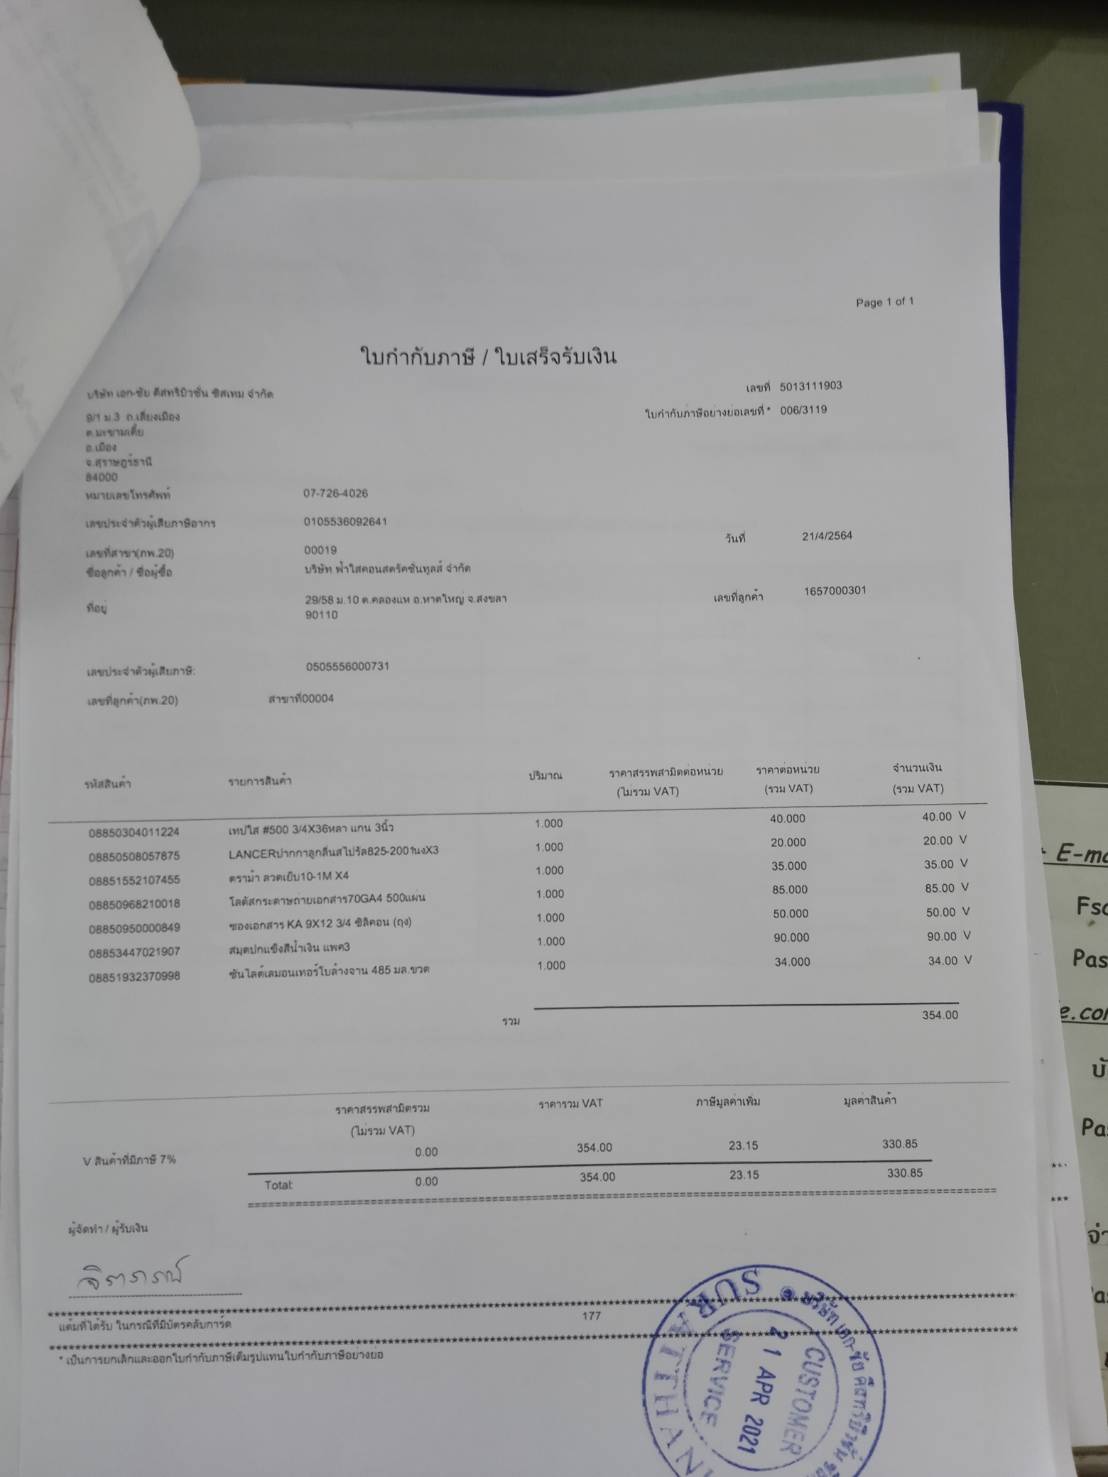 Page 1 of 1
ใบกำกับภาษี / ใบเสร็จรับเงิน
บริษัท เอก-ชัย ดิสทริบิวชั่น ซิสเทม จำกัด
เลขที่ 5013111903
9/1 ม.3 ถ.เลี่ยงเมือง
ใบกำกับภาษีอย่างย่อเลขที่ * 006/3119
ต.มะขามเตี้ย
อ.เมือง
จ.สุราษฎร์ธานี
84000
หมายเลขโทรศัพท์ 07-726-4026
เลขประจำตัวผู้เสียภาษีอากร 0105536092641
วันที่ 21/4/2564
เลขที่สาขา(ภพ.20) 00019
ชื่อลูกค้า / ชื่อผู้ซื้อ บริษัท ฟ้าใสคอนสตรัคชั่นทูลส์ จำกัด
ที่อยู่ 29/58 ม.10 ต.คลองแห อ.หาดใหญ่ จ.สงขลา
90110
เลขที่ลูกค้า 1657000301
เลขประจำตัวผู้เสียภาษี: 0505556000731
เลขที่ลูกค้า(ภพ.20) สาขาที่00004
รหัสสินค้า รายการสินค้า ปริมาณ ราคาสรรพสามิตต่อหน่วย ราคาต่อหน่วย จำนวนเงิน
(ไม่รวม VAT) (รวม VAT) (รวม VAT)
08850304011224 เทปใส #500 3/4X36หลา แกน 3นิ้ว 1.000 40.000 40.00 V
08850508057875 LANCERปากกาลูกลื่นสไปรัล825-2001นงX3 1.000 20.000 20.00 V
08851552107455 ตราม้า ลวดเย็บ10-1M X4 1.000 35.000 35.00 V
08850968210018 โลตัสกระดาษถ่ายเอกสาร70GA4 500แผ่น 1.000 85.000 85.00 V
08850950000849 ซองเอกสาร KA 9X12 3/4 ซิลิคอน (ถุง) 1.000 50.000 50.00 V
08853447021907 สมุดปกแข็งสีน้ำเงิน แพค3 1.000 90.000 90.00 V
08851932370998 ซันไลต์เลมอนเทอร์โบล้างจาน 485 มล.ขวด 1.000 34.000 34.00 V
รวม 354.00
ราคาสรรพสามิตรวม ราคารวม VAT ภาษีมูลค่าเพิ่ม มูลค่าสินค้า
(ไม่รวม VAT)
V สินค้าที่มีภาษี 7% 0.00 354.00 23.15 330.85
Total: 0.00 354.00 23.15 330.85
ผู้จัดทำ / ผู้รับเงิน
จิราภรณ์
แต้มที่ได้รับ ในกรณีที่มีบัตรคลับการ์ด 177
* เป็นการยกเลิกและออกใบกำกับภาษีเต็มรูปแทนใบกำกับภาษีอย่างย่อ
บริษัท เอก-ชัย ดิสทริบิวชั่น
CUSTOMER
21 APR 2021
SERVICE
E-ma
Pas
e.com
Pas